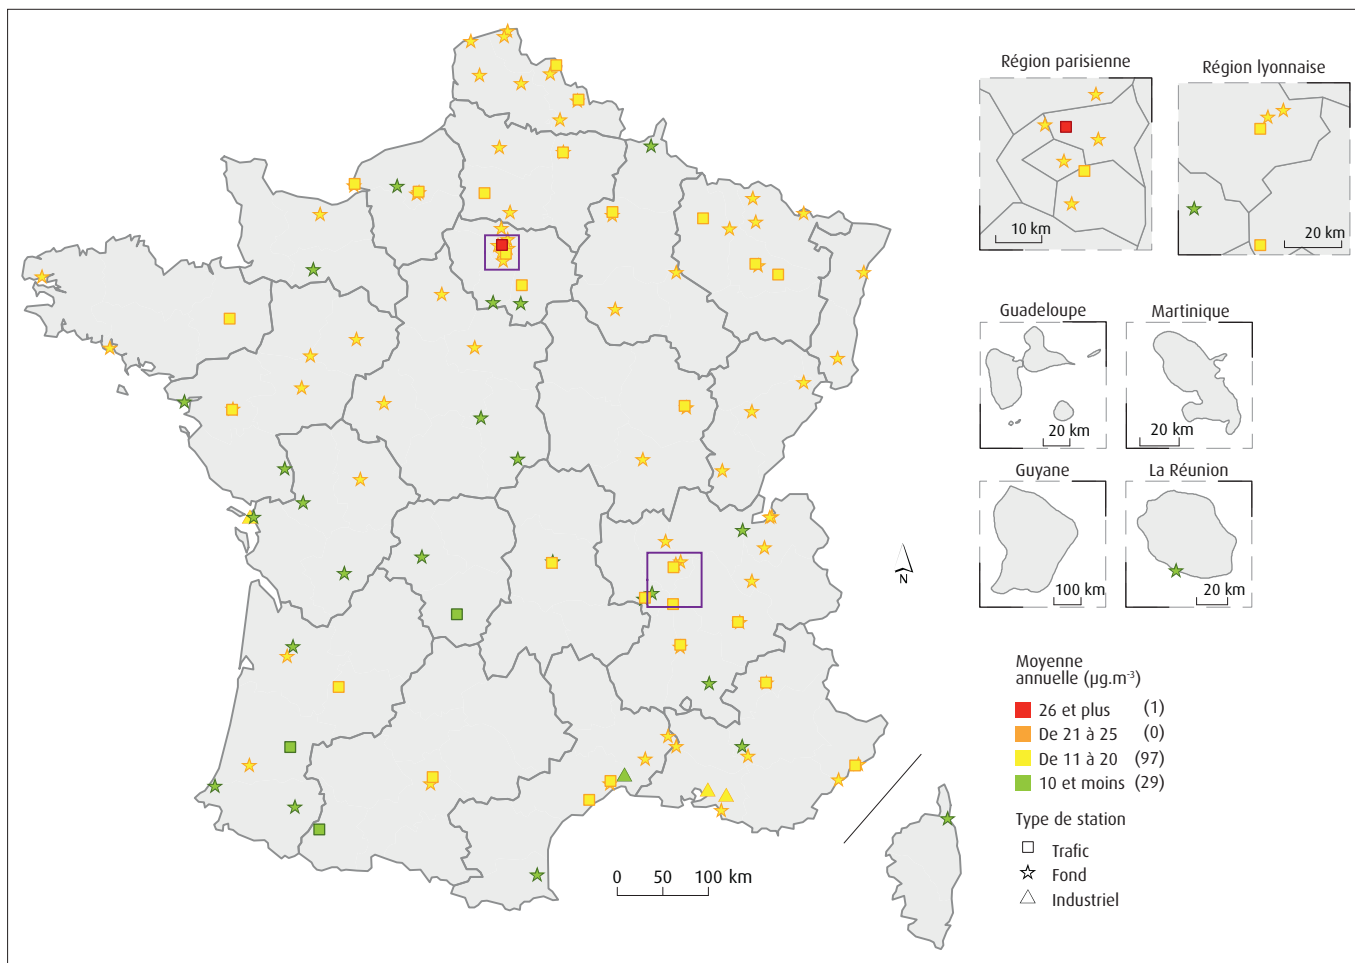 Région parisienne
10 km
Région lyonnaise
20 km
Guadeloupe
20 km
Martinique
20 km
Guyane
100 km
La Réunion
20 km
N
0 50 100 km
Moyenne
annuelle (µg.m-3)
26 et plus (1)
De 21 à 25 (0)
De 11 à 20 (97)
10 et moins (29)
Type de station
Trafic
Fond
Industriel